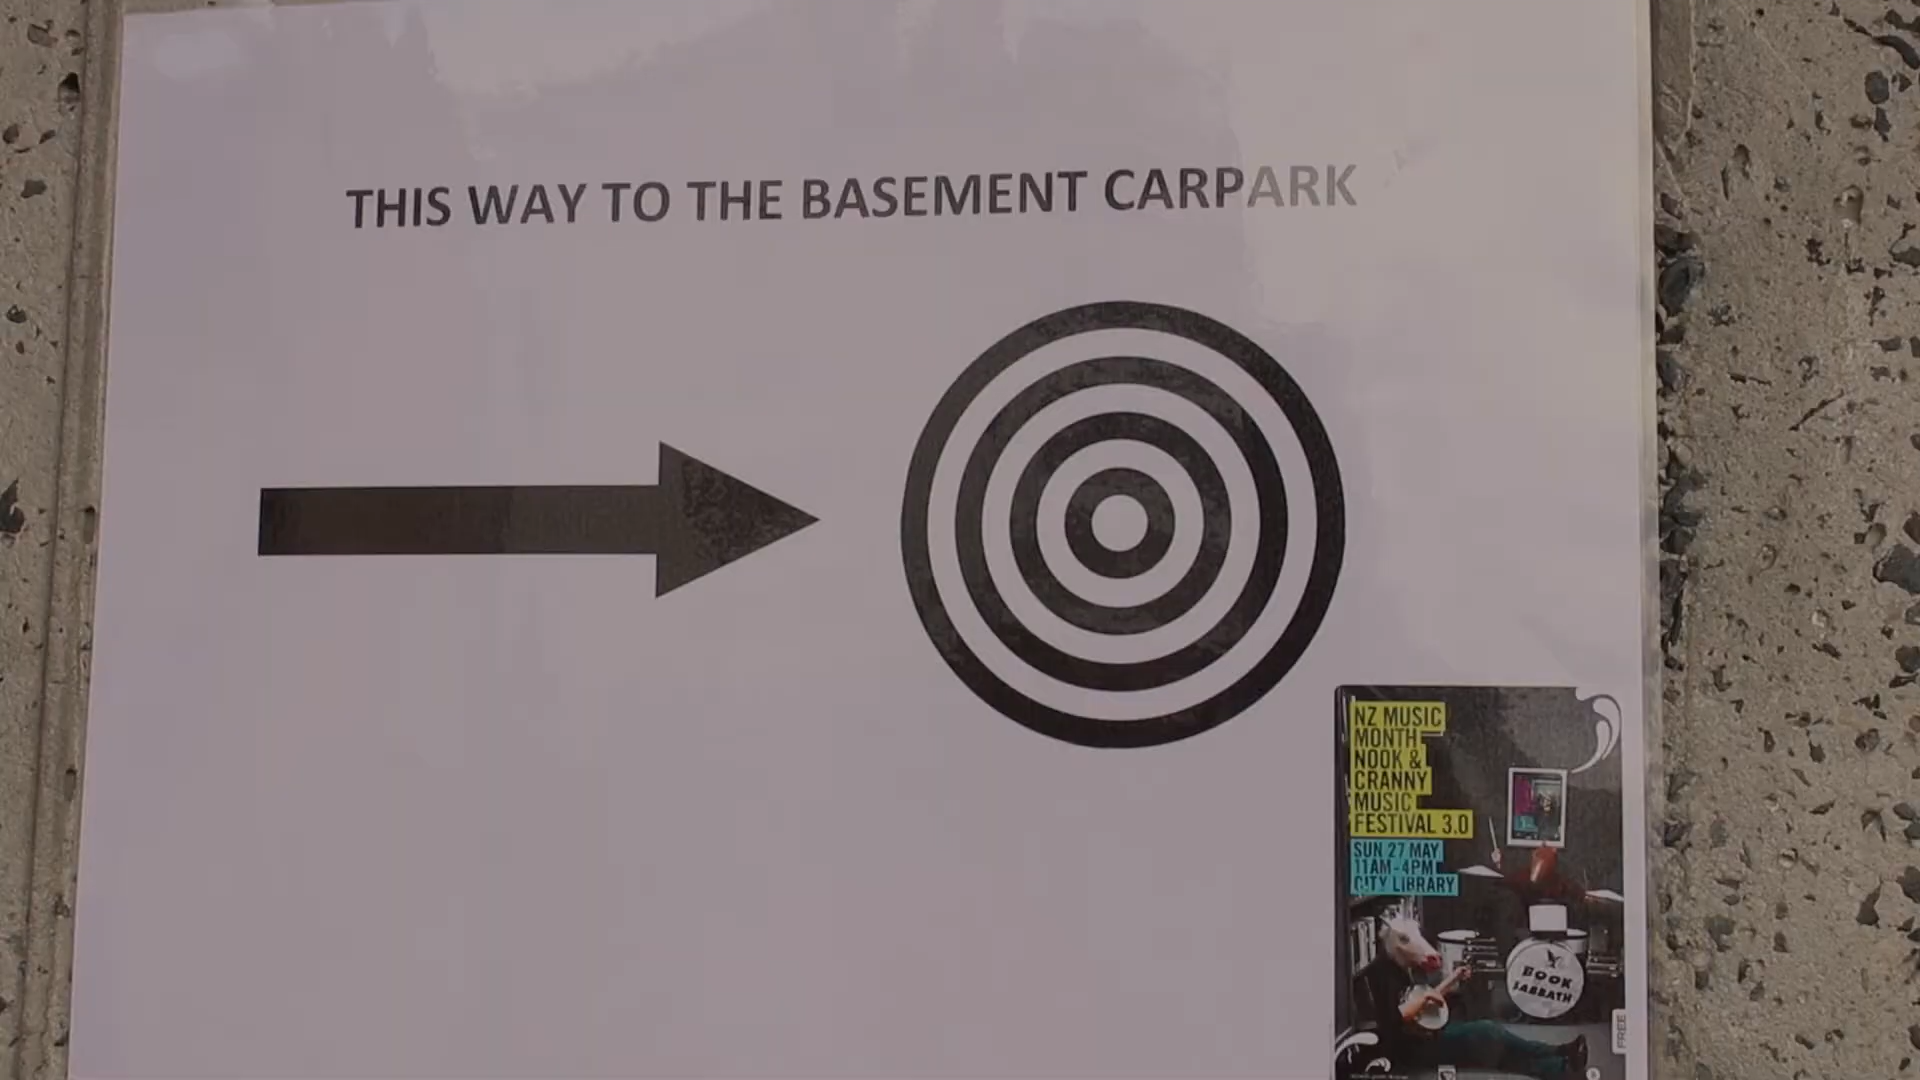 THIS WAY TO THE BASEMENT CARPARK
NZ MUSIC
MONTH
NOOK &
CRANNY
MUSIC
FESTIVAL 3.0
SUN 27 MAY
11AM-4PM
CITY LIBRARY
BOOK
SABBATH
FREE